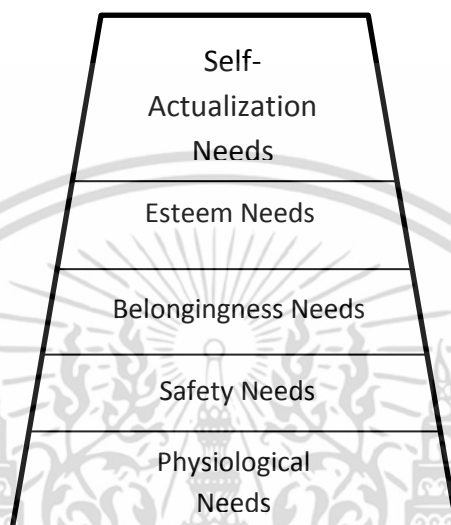 Self-
Actualization
Needs
Esteem Needs
Belongingness Needs
Safety Needs
Physiological
Needs